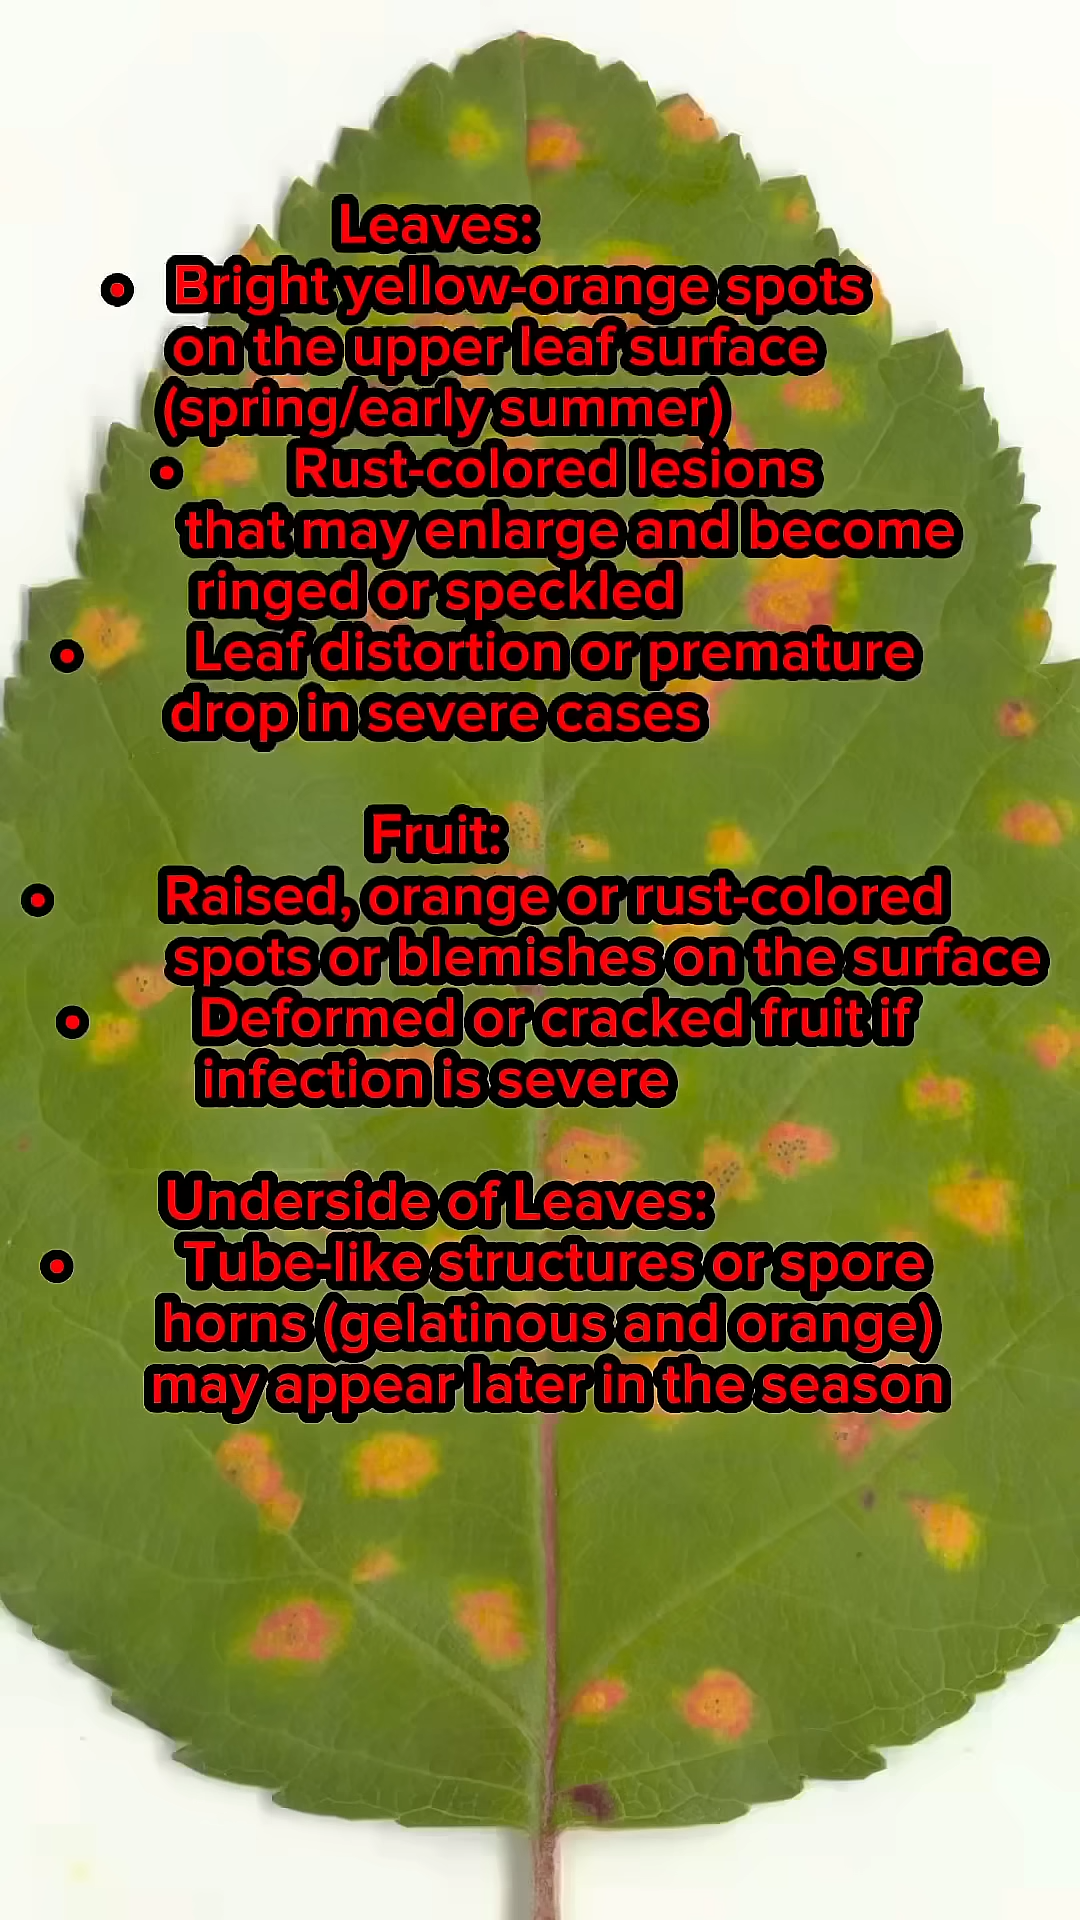 Leaves:
• Bright yellow-orange spots
on the upper leaf surface
(spring/early summer)
• Rust-colored lesions
that may enlarge and become
ringed or speckled
• Leaf distortion or premature
drop in severe cases
Fruit:
• Raised, orange or rust-colored
spots or blemishes on the surface
• Deformed or cracked fruit if
infection is severe
Underside of Leaves:
• Tube-like structures or spore
horns (gelatinous and orange)
may appear later in the season